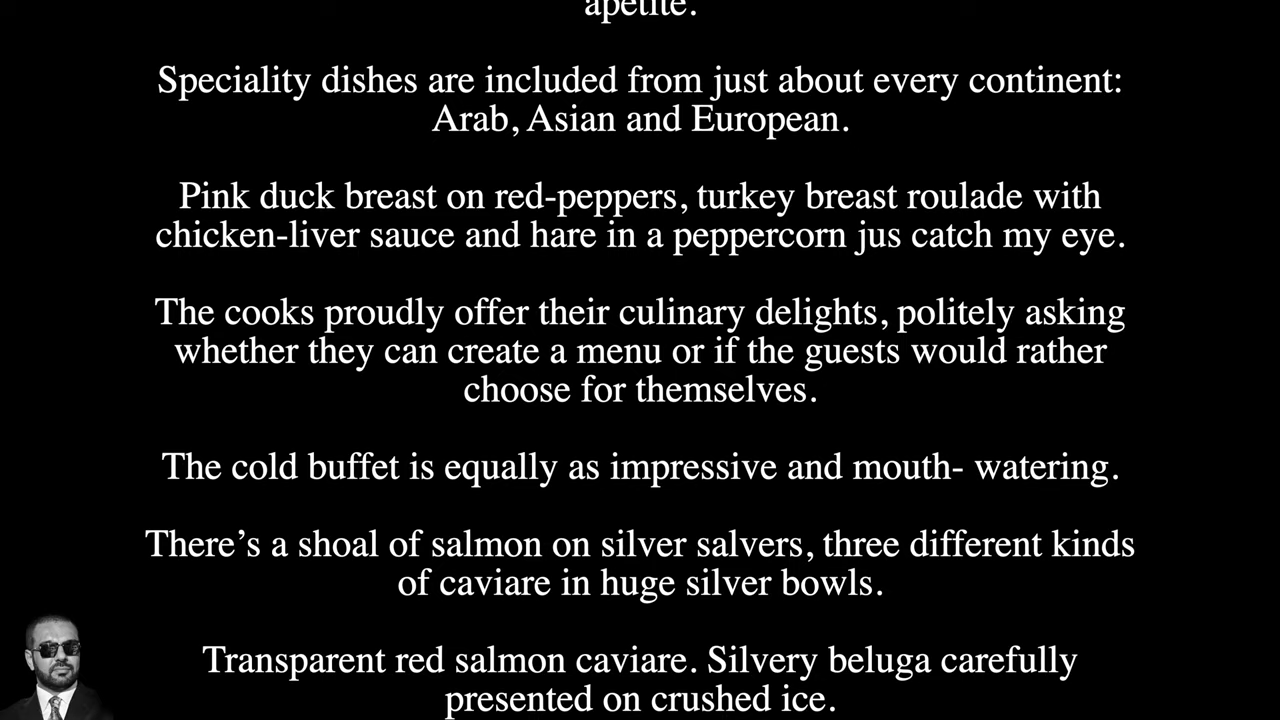 apetite.
Speciality dishes are included from just about every continent:
Arab, Asian and European.
Pink duck breast on red-peppers, turkey breast roulade with
chicken-liver sauce and hare in a peppercorn jus catch my eye.
The cooks proudly offer their culinary delights, politely asking
whether they can create a menu or if the guests would rather
choose for themselves.
The cold buffet is equally as impressive and mouth- watering.
There’s a shoal of salmon on silver salvers, three different kinds
of caviare in huge silver bowls.
Transparent red salmon caviare. Silvery beluga carefully
presented on crushed ice.